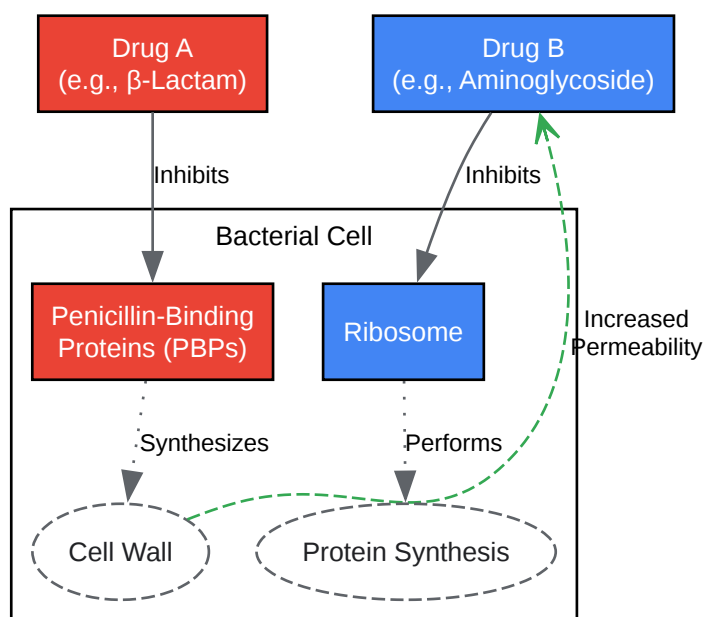 Drug A
(e.g., β-Lactam)
Drug B
(e.g., Aminoglycoside)
Inhibits
Inhibits
Bacterial Cell
Penicillin-Binding
Proteins (PBPs)
Ribosome
Increased
Permeability
Synthesizes
Performs
Cell Wall
Protein Synthesis